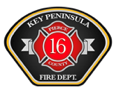 KEY PENINSULA
PIERCE
16
COUNTY
FIRE DEPT.